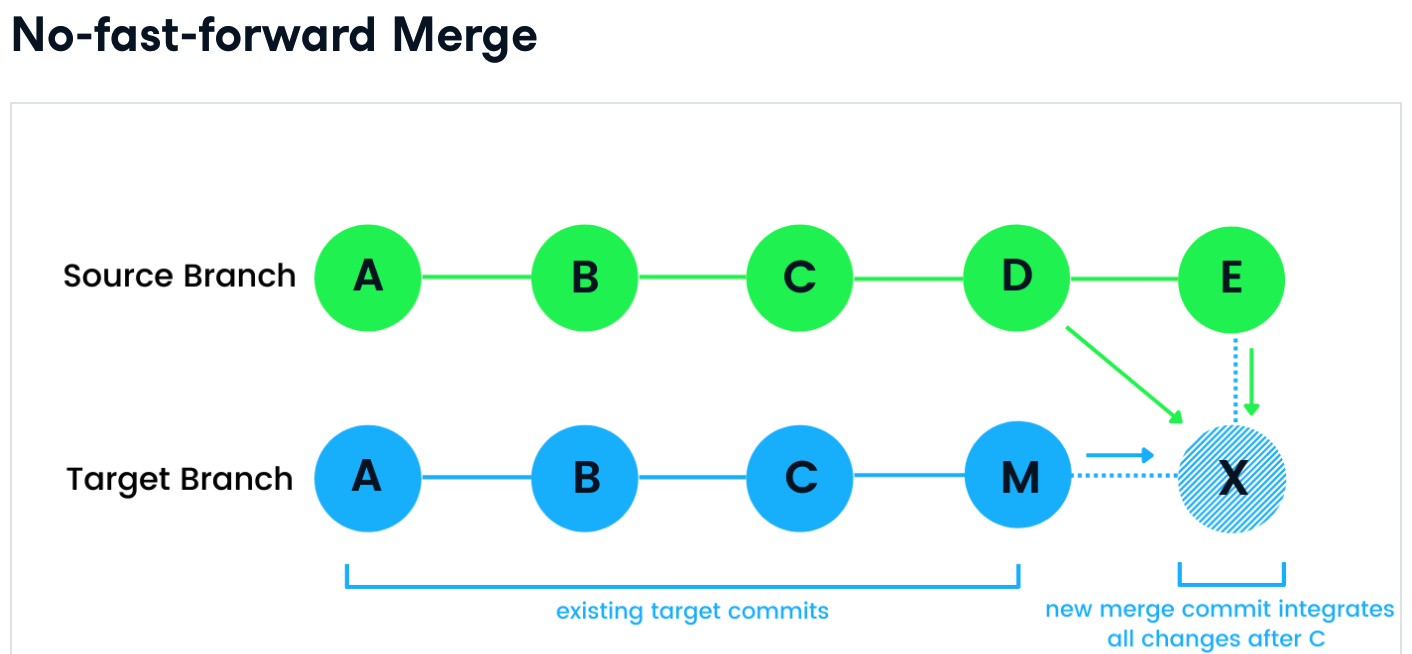 No-fast-forward Merge
Source Branch
A
B
C
D
E
Target Branch
A
B
C
M
X
existing target commits
new merge commit integrates
all changes after C